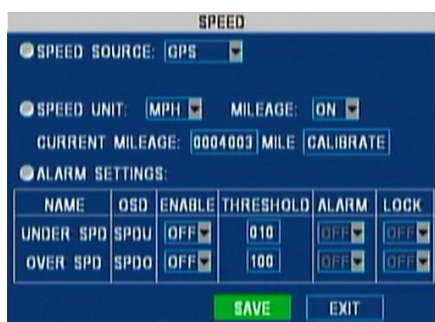 SPEED
SPEED SOURCE: GPS
SPEED UNIT: MPH MILEAGE: ON
CURRENT MILEAGE: 0004003 MILE CALIBRATE
ALARM SETTINGS:
NAME OSD ENABLE THRESHOLD ALARM LOCK
UNDER SPD SPDU OFF 010 OFF OFF
OVER SPD SPDO OFF 100 OFF OFF
SAVE EXIT